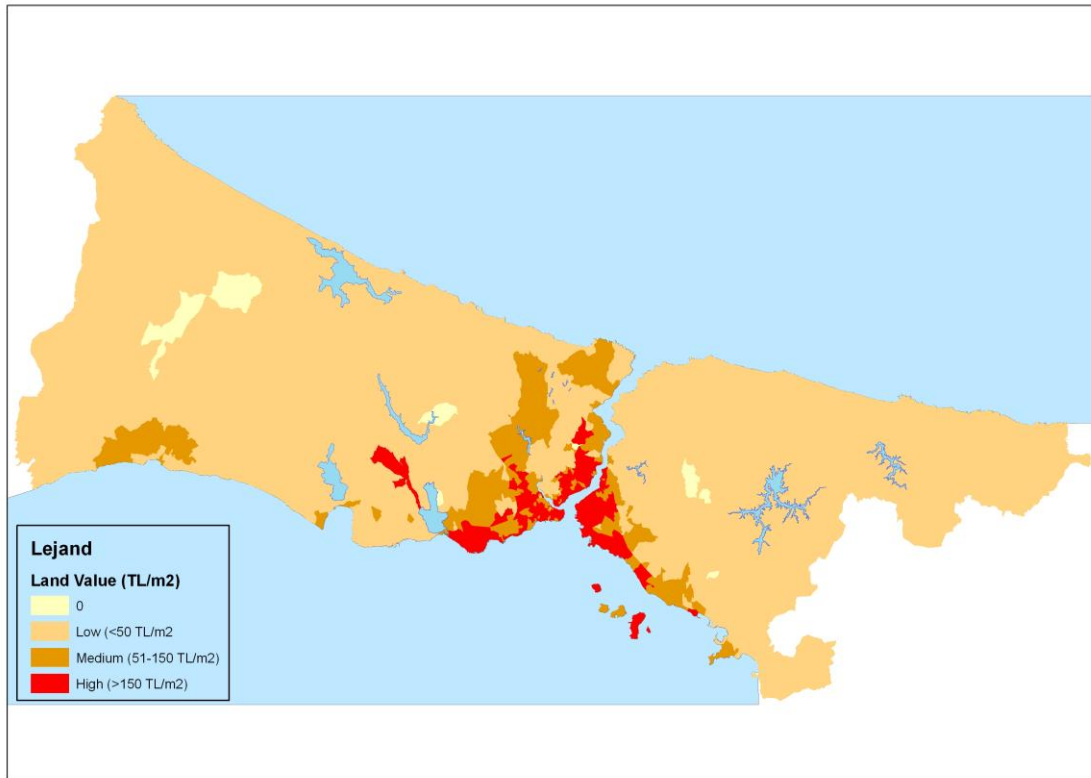 Lejand
Land Value (TL/m2)
0
Low (<50 TL/m2
Medium (51-150 TL/m2)
High (>150 TL/m2)